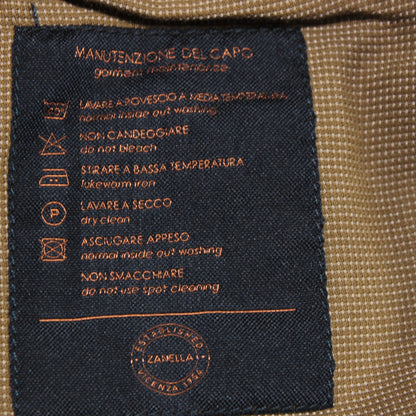 MANUTENZIONE DEL CAPO
garment maintenance
LAVARE A ROVESCIO A MEDIA TEMPERATURA
normal inside out washing
NON CANDEGGIARE
do not bleach
STIRARE A BASSA TEMPERATURA
lukewarm iron
P
LAVARE A SECCO
dry clean
ASCIUGARE APPESO
normal inside out washing
NON SMACCHIARE
do not use spot cleaning
ESTABLISHED
ZANELLA
VICENZA